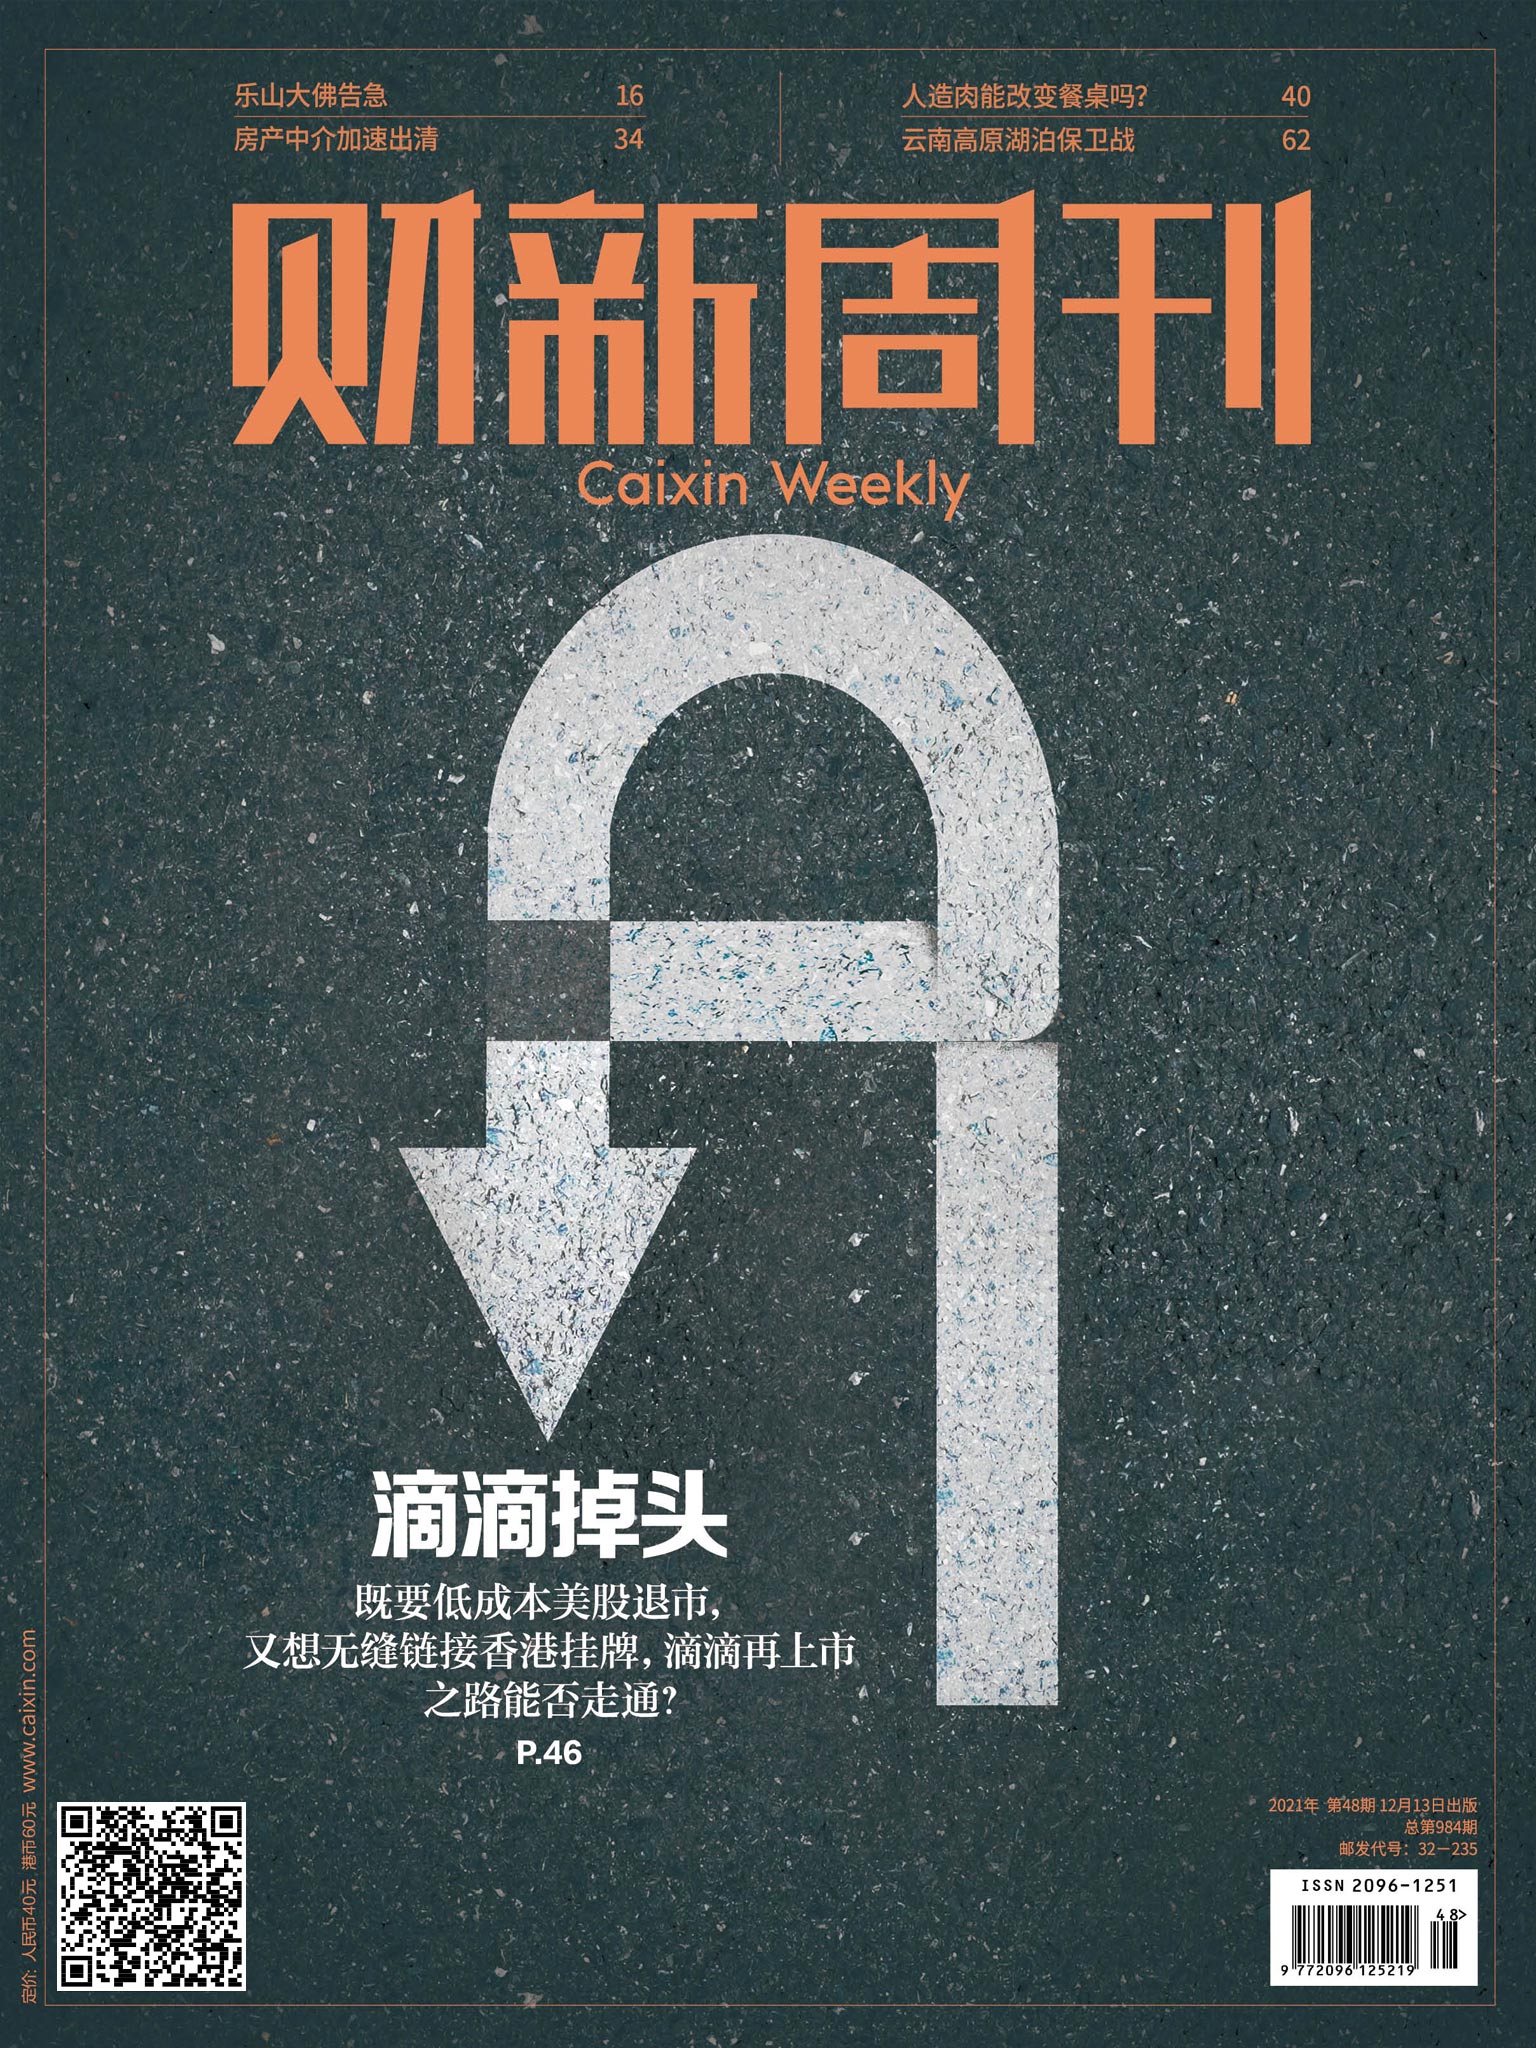 乐山大佛告急 16
房产中介加速出清 34
人造肉能改变餐桌吗？ 40
云南高原湖泊保卫战 62
财新周刊
Caixin Weekly
滴滴掉头
既要低成本美股退市，
又想无缝链接香港挂牌，滴滴再上市
之路能否走通？
P.46
定价：人民币40元 港币60元 www.caixin.com
2021年 第48期 12月13日出版
总第984期
邮发代号：32－235
ISSN 2096-1251
48>
9 772096 125219